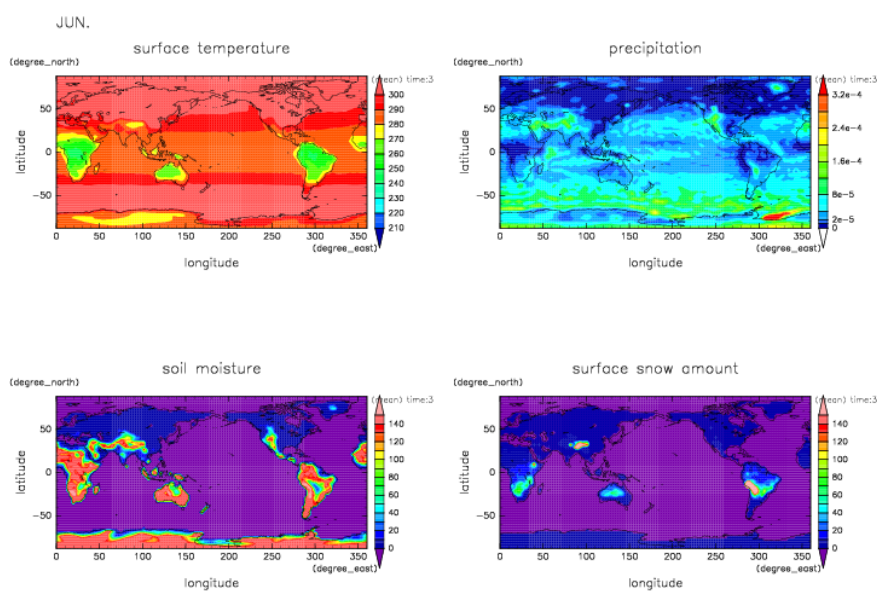 JUN.
surface temperature
precipitation
(degree_north)
(mean) time:3
(degree_north)
(mean) time:3
latitude
50
0
−50
300
290
280
270
260
250
240
230
220
210
latitude
50
0
−50
3.2e−4
2.4e−4
1.6e−4
8e−5
2e−5
0
0 50 100 150 200 250 300 350
(degree_east)
longitude
0 50 100 150 200 250 300 350
(degree_east)
longitude
soil moisture
surface snow amount
(degree_north)
(mean) time:3
(degree_north)
(mean) time:3
latitude
50
0
−50
140
120
100
80
60
40
20
0
latitude
50
0
−50
140
120
100
80
60
40
20
0
0 50 100 150 200 250 300 350
(degree_east)
longitude
0 50 100 150 200 250 300 350
(degree_east)
longitude